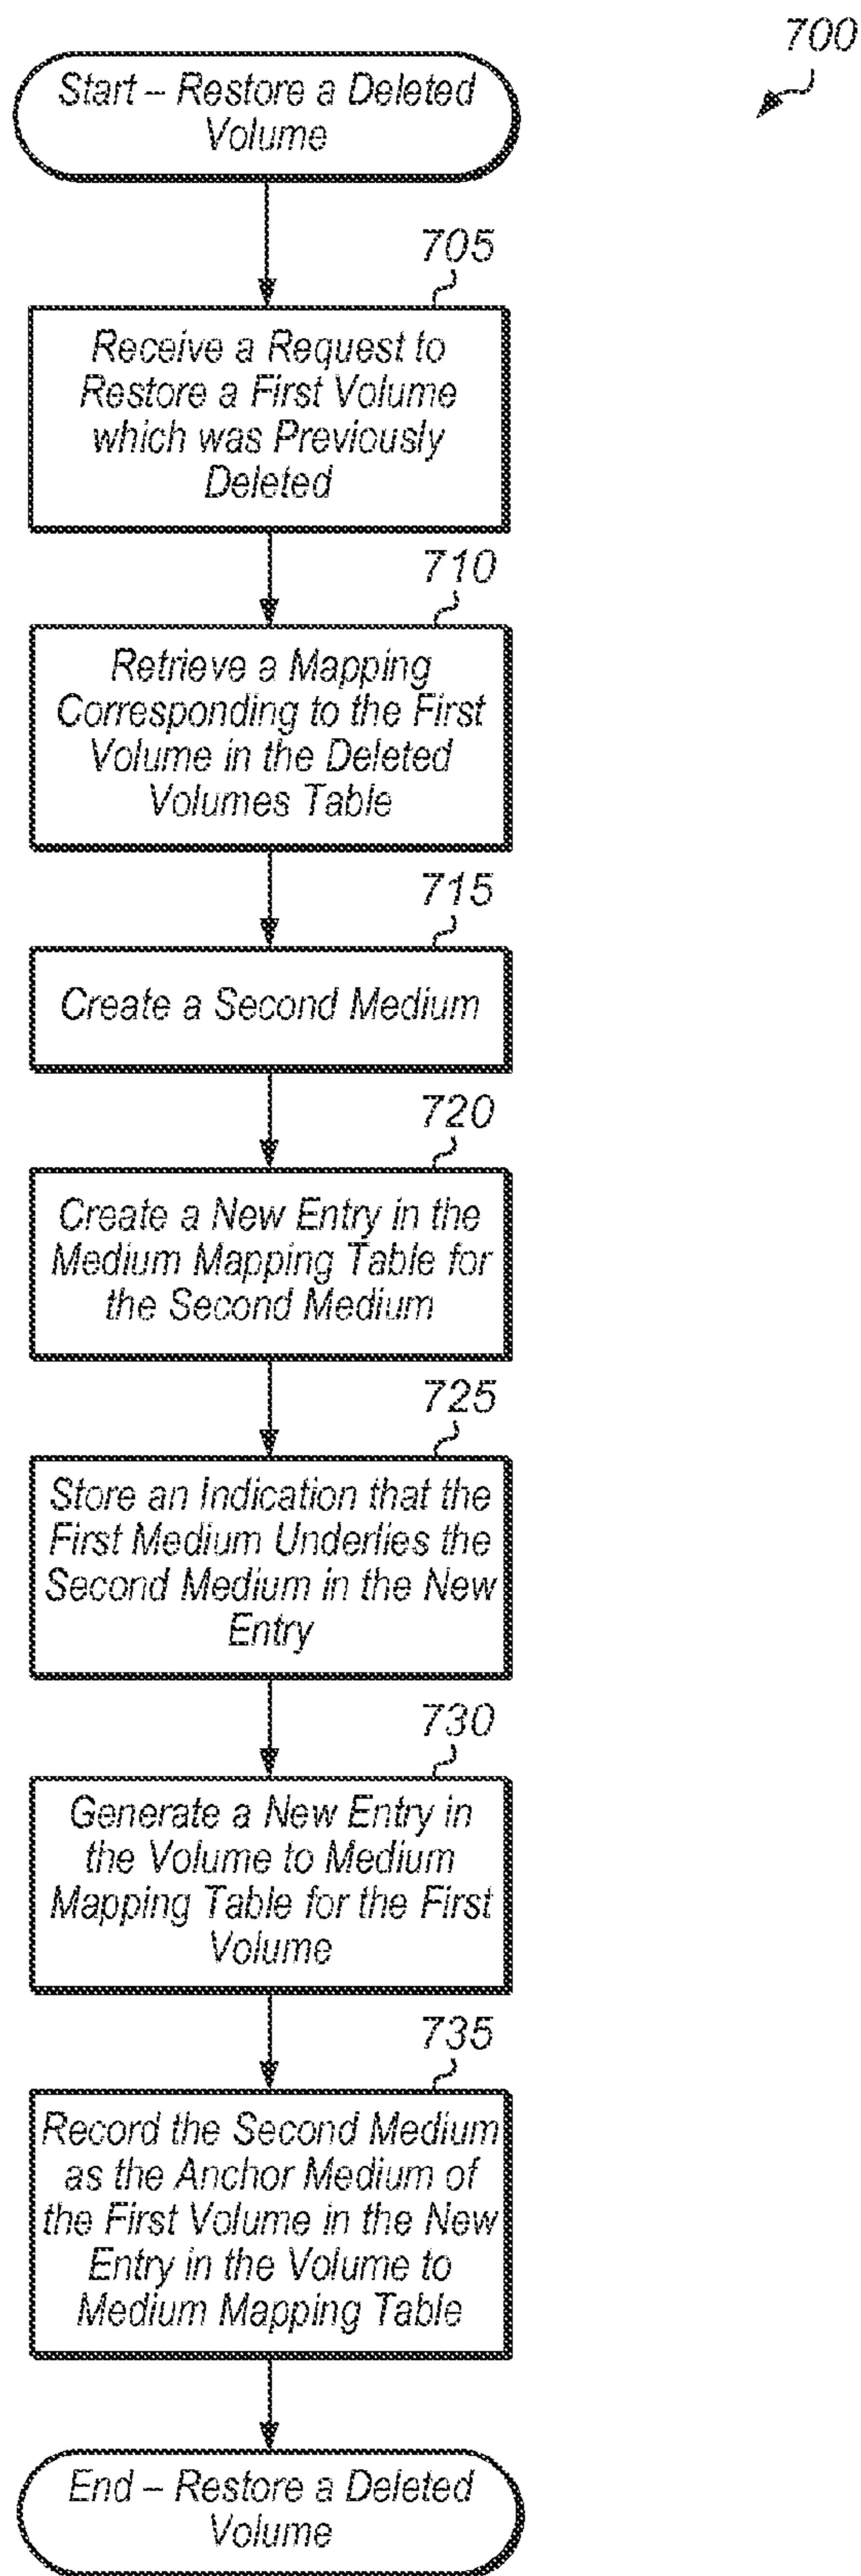 700
Start – Restore a Deleted
Volume
705
Receive a Request to
Restore a First Volume
which was Previously
Deleted
710
Retrieve a Mapping
Corresponding to the First
Volume in the Deleted
Volumes Table
715
Create a Second Medium
720
Create a New Entry in the
Medium Mapping Table for
the Second Medium
725
Store an Indication that the
First Medium Underlies the
Second Medium in the New
Entry
730
Generate a New Entry in
the Volume to Medium
Mapping Table for the First
Volume
735
Record the Second Medium
as the Anchor Medium of
the First Volume in the New
Entry in the Volume to
Medium Mapping Table
End – Restore a Deleted
Volume